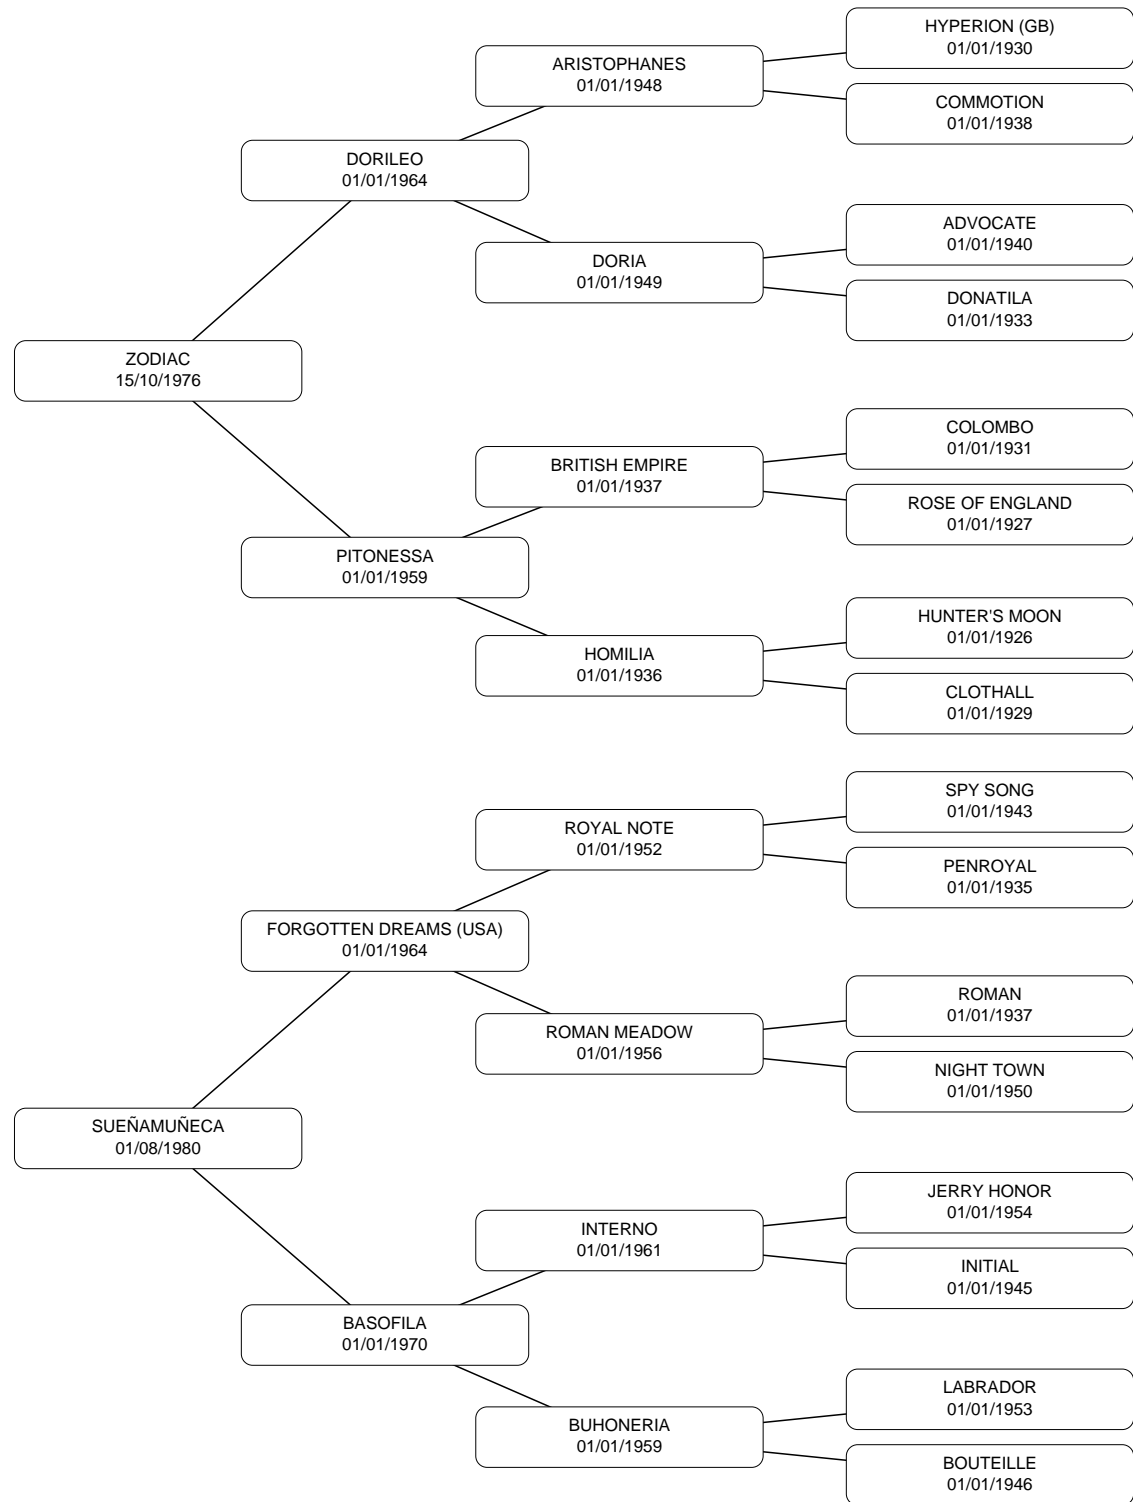 HYPERION (GB)
01/01/1930
ARISTOPHANES
01/01/1948
COMMOTION
01/01/1938
DORILEO
01/01/1964
ADVOCATE
01/01/1940
DORIA
01/01/1949
DONATILA
01/01/1933
ZODIAC
15/10/1976
COLOMBO
01/01/1931
BRITISH EMPIRE
01/01/1937
ROSE OF ENGLAND
01/01/1927
PITONESSA
01/01/1959
HUNTER'S MOON
01/01/1926
HOMILIA
01/01/1936
CLOTHALL
01/01/1929
SPY SONG
01/01/1943
ROYAL NOTE
01/01/1952
PENROYAL
01/01/1935
FORGOTTEN DREAMS (USA)
01/01/1964
ROMAN
01/01/1937
ROMAN MEADOW
01/01/1956
NIGHT TOWN
01/01/1950
SUEÑAMUÑECA
01/08/1980
JERRY HONOR
01/01/1954
INTERNO
01/01/1961
INITIAL
01/01/1945
BASOFILA
01/01/1970
LABRADOR
01/01/1953
BUHONERIA
01/01/1959
BOUTEILLE
01/01/1946